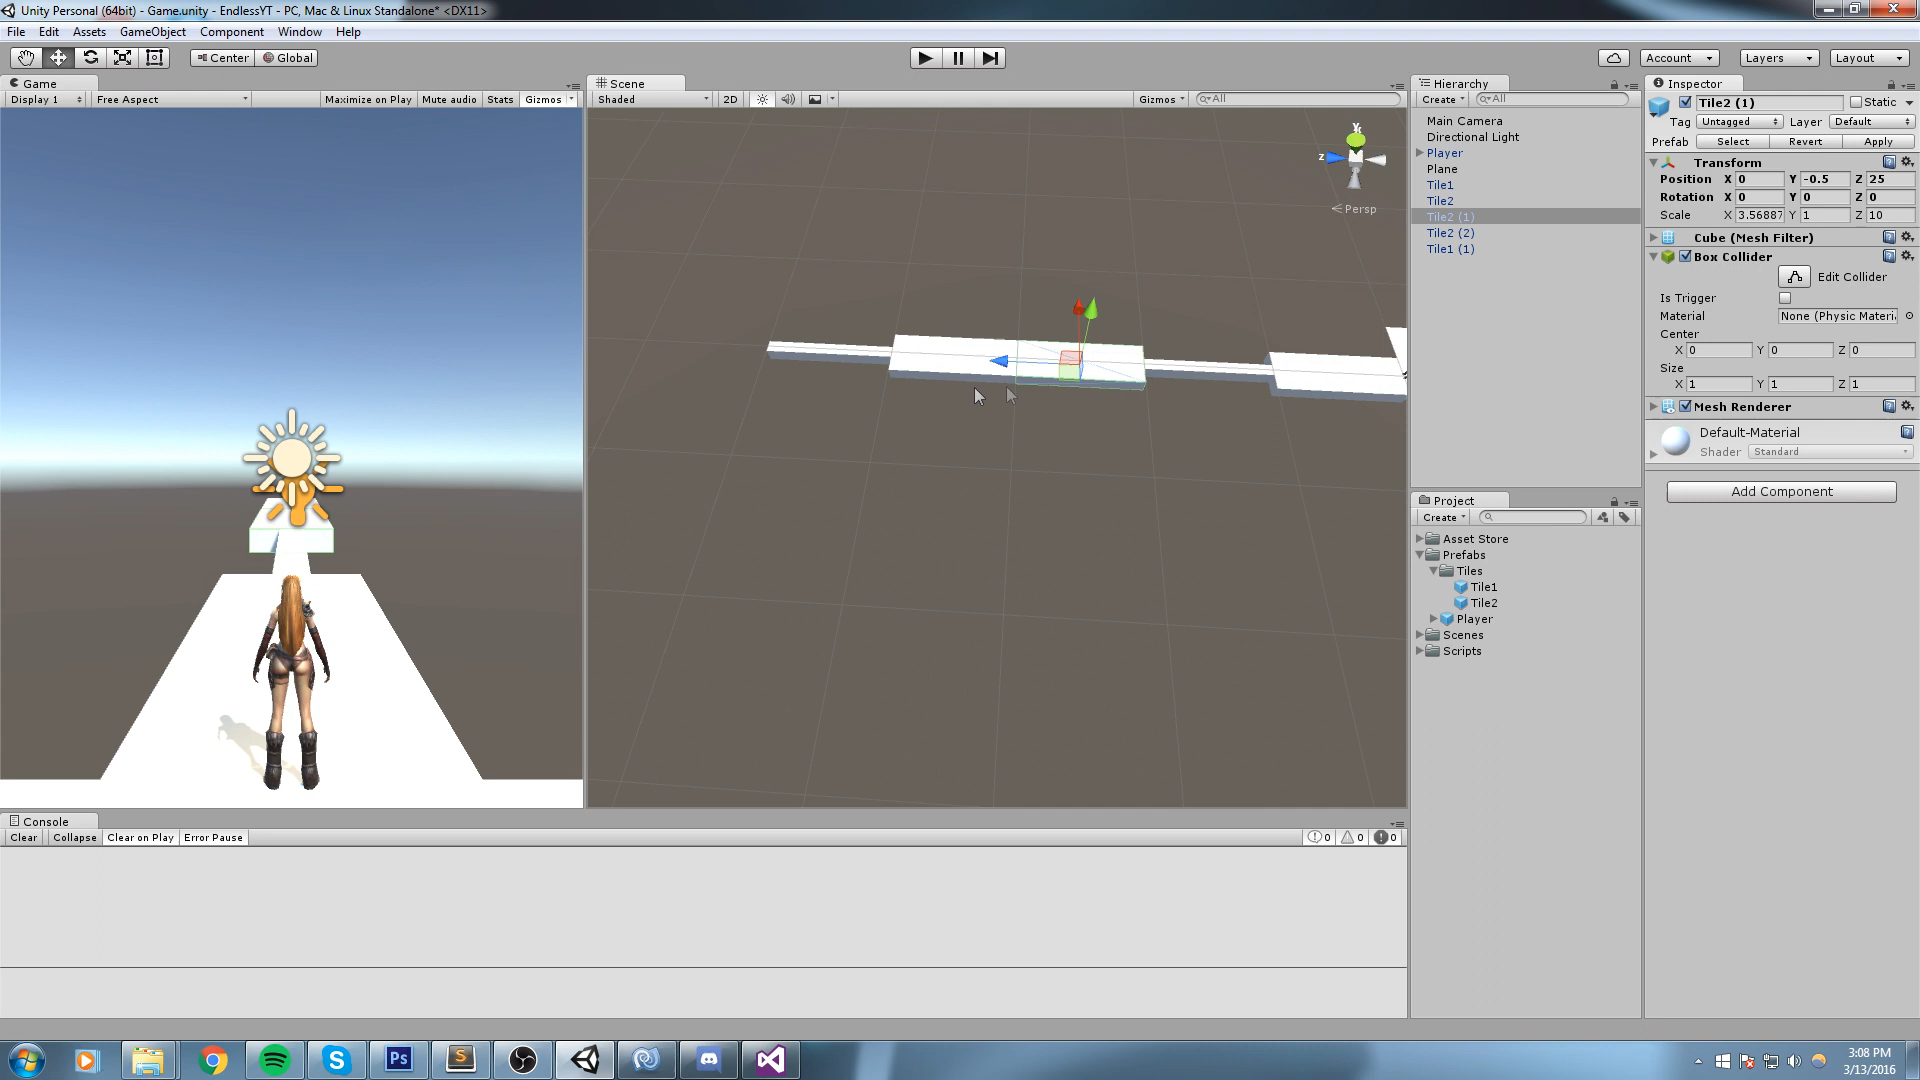 Unity Personal (64bit) - Game.unity - EndlessYT - PC, Mac & Linux Standalone* <DX11>
File Edit Assets GameObject Component Window Help
Center Global
Account Layers Layout
Game
Display 1 Free Aspect Maximize on Play Mute audio Stats Gizmos
Scene
Shaded 2D Gizmos All
Y
Z
Persp
Hierarchy
Create All
Main Camera
Directional Light
Player
Plane
Tile1
Tile2
Tile2 (1)
Tile2 (2)
Tile1 (1)
Project
Create
Asset Store
Prefabs
Tiles
Tile1
Tile2
Player
Scenes
Scripts
Inspector
Tile2 (1) Static
Tag Untagged Layer Default
Prefab Select Revert Apply
Transform
Position X 0 Y -0.5 Z 25
Rotation X 0 Y 0 Z 0
Scale X 3.56887 Y 1 Z 10
Cube (Mesh Filter)
Box Collider
Edit Collider
Is Trigger
Material None (Physic Materi
Center
X 0 Y 0 Z 0
Size
X 1 Y 1 Z 1
Mesh Renderer
Default-Material
Shader Standard
Add Component
Console
Clear Collapse Clear on Play Error Pause
0 0 0
Ps S
3:08 PM
3/13/2016